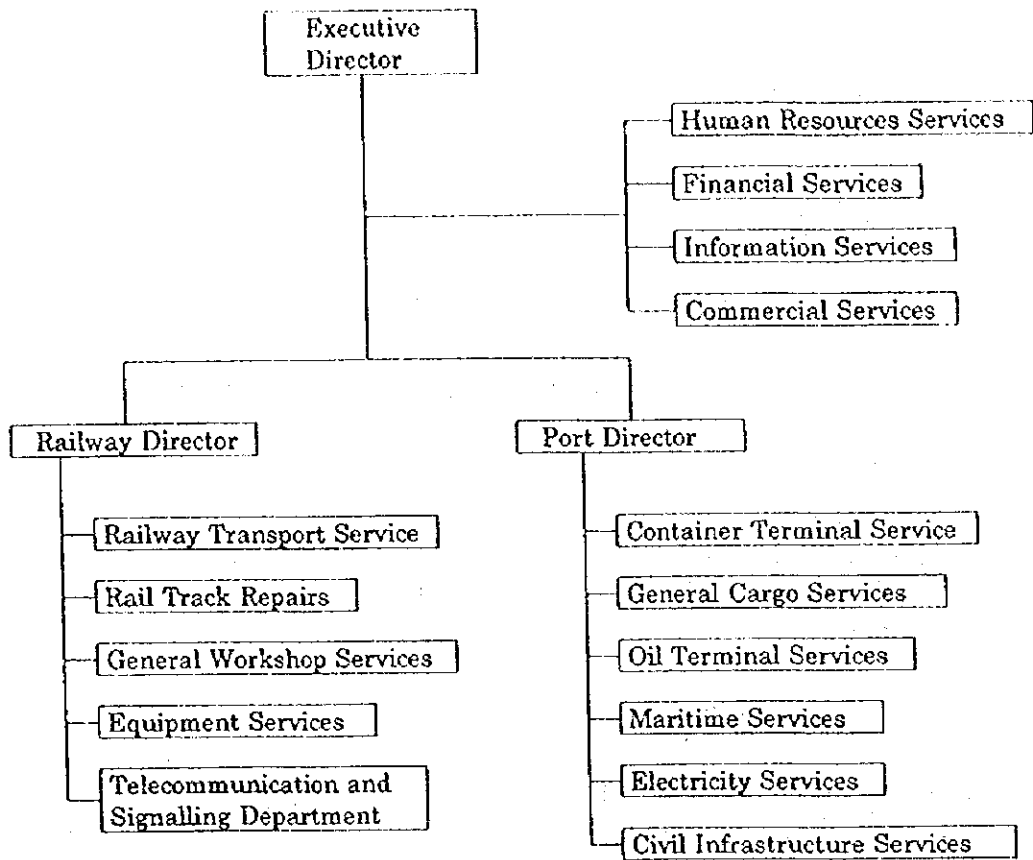 Executive
Director
Human Resources Services
Financial Services
Information Services
Commercial Services
Railway Director
Railway Transport Service
Rail Track Repairs
General Workshop Services
Equipment Services
Telecommunication and
Signalling Department
Port Director
Container Terminal Service
General Cargo Services
Oil Terminal Services
Maritime Services
Electricity Services
Civil Infrastructure Services